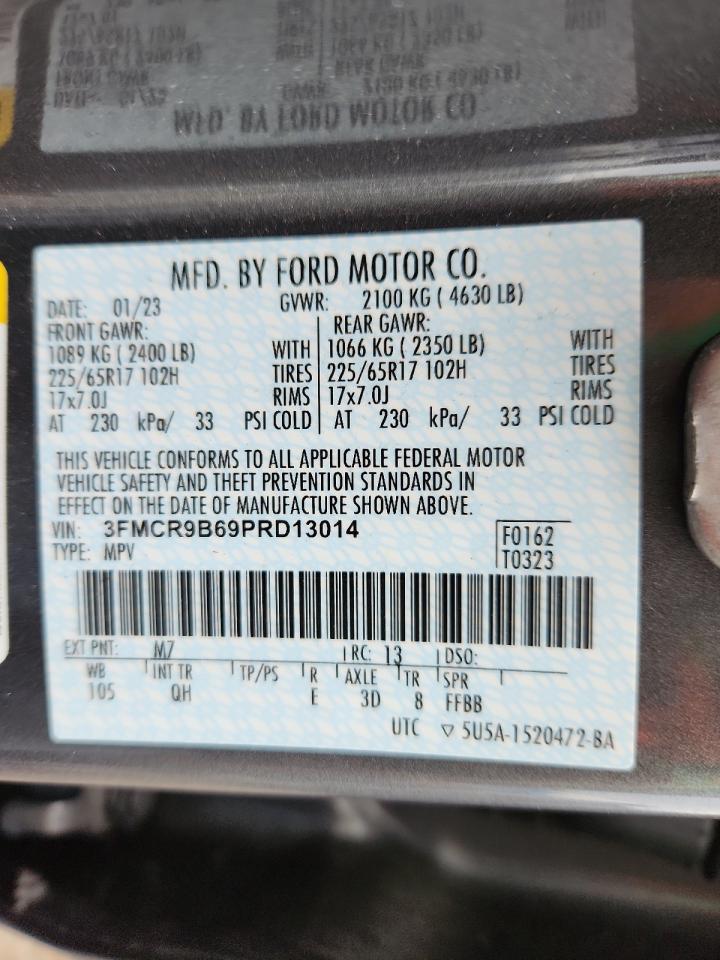 MFD. BY FORD MOTOR CO.
DATE: 01/23 GVWR: 2100 KG ( 4630 LB)
FRONT GAWR: REAR GAWR:
1089 KG ( 2400 LB) WITH 1066 KG ( 2350 LB) WITH
225/65R17 102H TIRES 225/65R17 102H TIRES
17x7.0J RIMS 17x7.0J RIMS
AT 230 kPa/ 33 PSI COLD AT 230 kPa/ 33 PSI COLD
THIS VEHICLE CONFORMS TO ALL APPLICABLE FEDERAL MOTOR
VEHICLE SAFETY AND THEFT PREVENTION STANDARDS IN
EFFECT ON THE DATE OF MANUFACTURE SHOWN ABOVE.
VIN: 3FMCR9B69PRD13014 F0162
TYPE: MPV T0323
EXT PNT: M7 RC: 13 DSO:
WB INT TR TP/PS R AXLE TR SPR
105 QH E 3D 8 FFBB
UTC ▽ 5U5A-1520472-BA